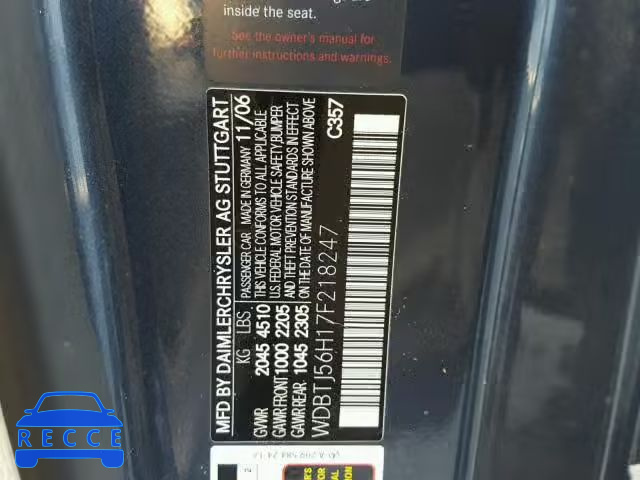 inside the seat.
See the owner's manual for
further instructions and warnings.
MFD BY DAIMLERCHRYSLER AG STUTTGART
KG LBS PASSENGER CAR MADE IN GERMANY 11/06
GVWR 2045 4510 THIS VEHICLE CONFORMS TO ALL APPLICABLE
GAWR FRONT 1000 2205 U.S. FEDERAL MOTOR VEHICLE SAFETY BUMPER
AND THEFT PREVENTION STANDARDS IN EFFECT
GAWR REAR 1045 2305 ON THE DATE OF MANUFACTURE SHOWN ABOVE
WDBTJ56H17F218247 C357
RECCE